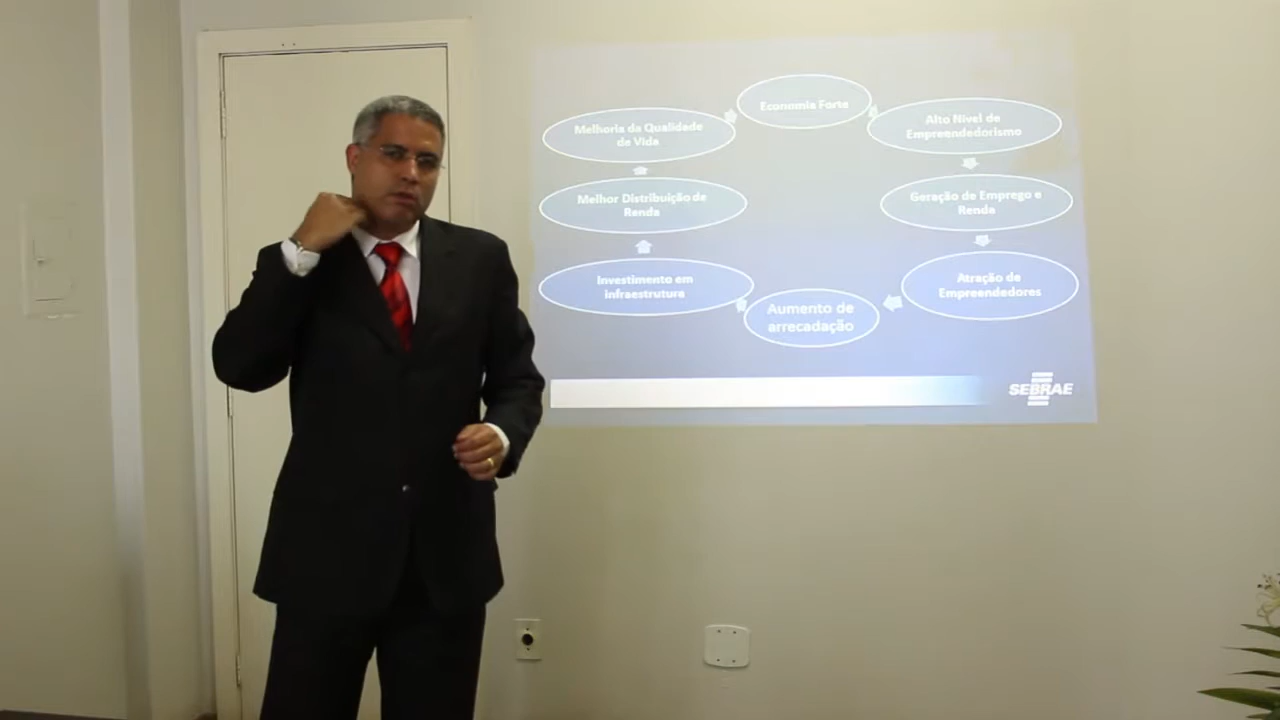 Economia Forte
Alto Nível de
Empreendedorismo
Geração de Emprego e
Renda
Atração de
Empreendedores
Aumento de
arrecadação
Investimento em
infraestrutura
Melhor Distribuição de
Renda
Melhoria da Qualidade
de Vida
SEBRAE